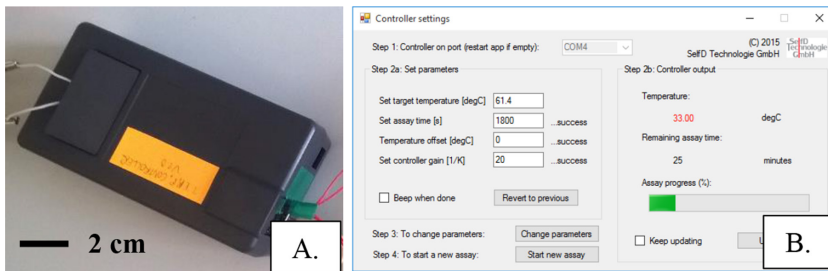 2 cm
A.
Controller settings
Step 1: Controller on port (restart app if empty):
COM4
(C) 2015
SelfD Technologie GmbH
SelfD
Technologie
GmbH
Step 2a: Set parameters
Set target temperature [degC]
61.4
Set assay time [s]
1800
...success
Temperature offset [degC]
0
...success
Set controller gain [1/K]
20
...success
Beep when done
Revert to previous
Step 3: To change parameters:
Change parameters
Step 4: To start a new assay:
Start new assay
Step 2b: Controller output
Temperature:
33.00
degC
Remaining assay time:
25
minutes
Assay progress (%):
Keep updating
B.